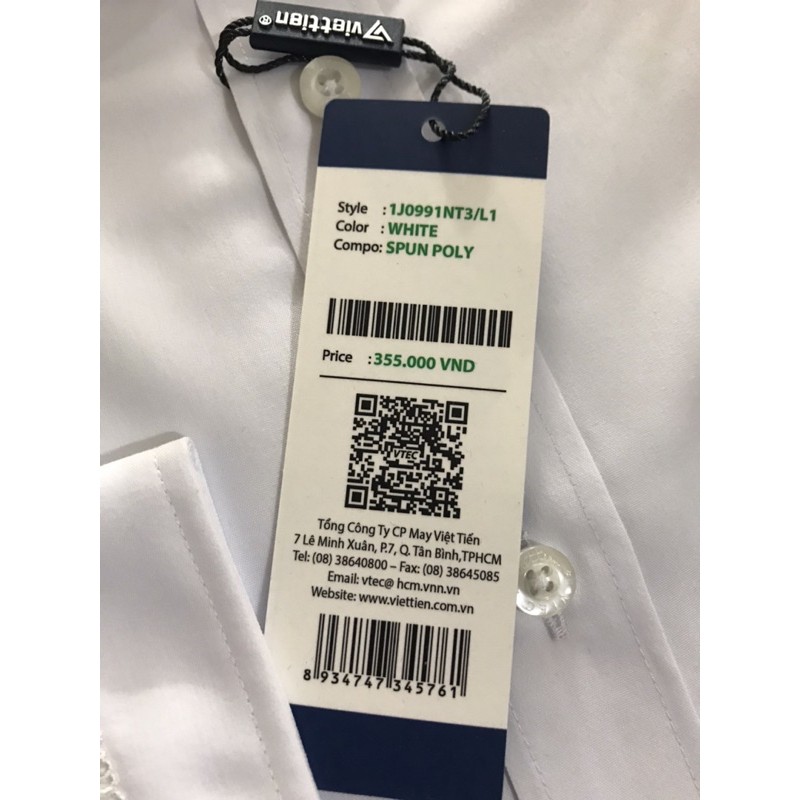 viettien®
Style : 1J0991NT3/L1
Color : WHITE
Compo: SPUN POLY
Price : 355.000 VND
VTEC
Tổng Công Ty CP May Việt Tiến
7 Lê Minh Xuân, P.7, Q. Tân Bình,TPHCM
Tel: (08) 38640800 – Fax: (08) 38645085
Email: vtec@ hcm.vnn.vn
Website: www.viettien.com.vn
8 934747 345761